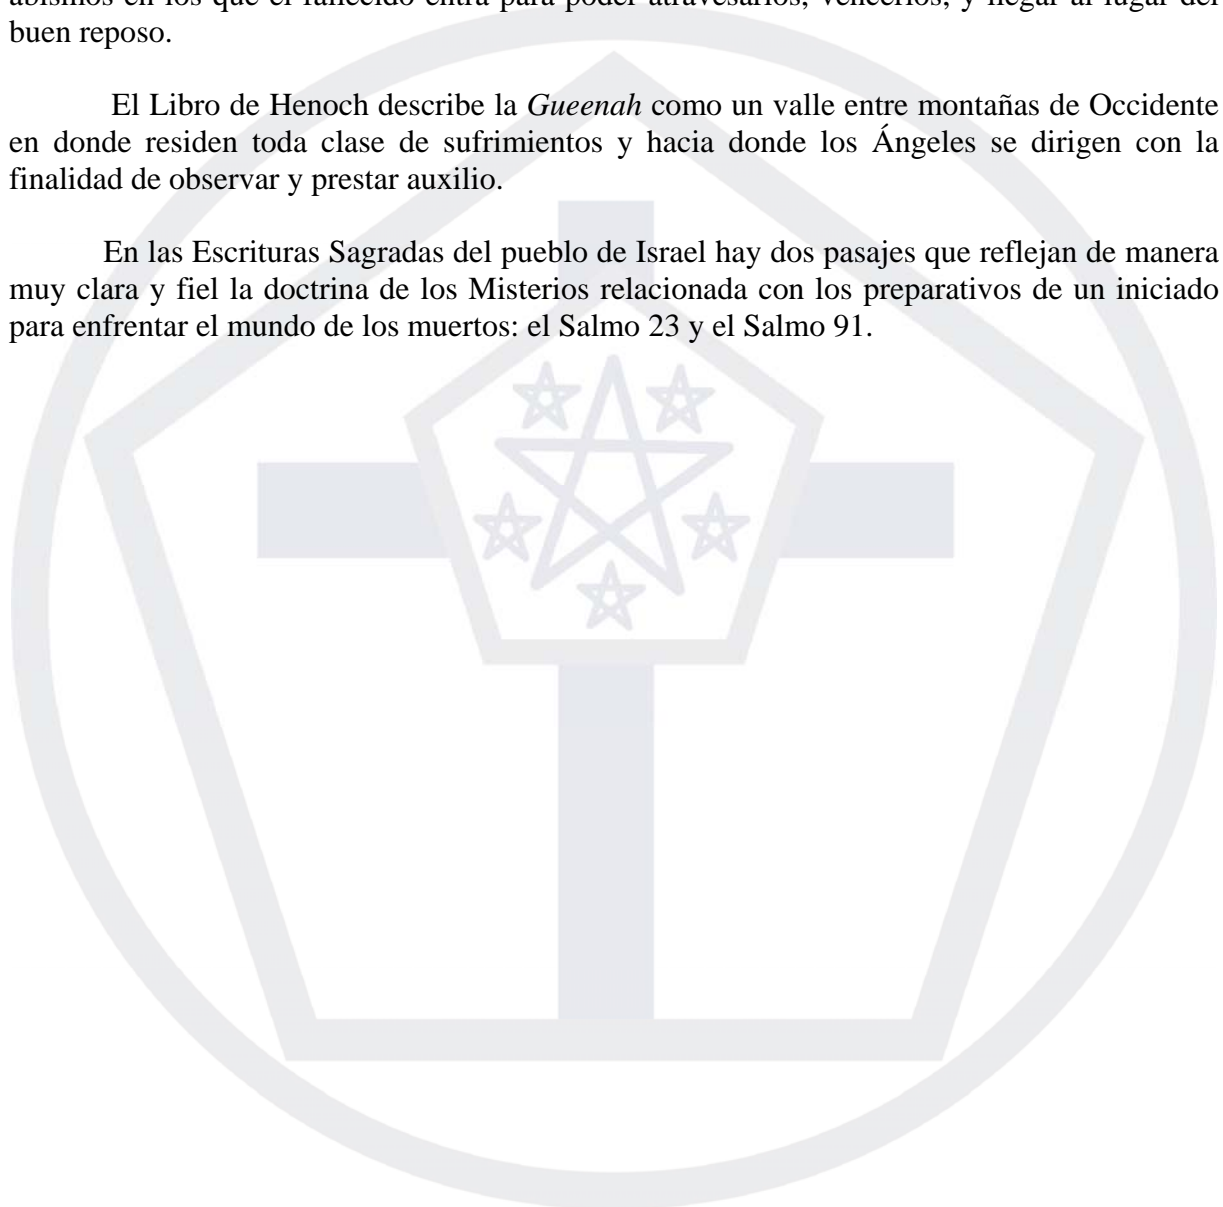 abismos en los que el fallecido entra para poder atravesarlos, vencerlos, y llegar al lugar del
buen reposo.
El Libro de Henoch describe la Gueenah como un valle entre montañas de Occidente
en donde residen toda clase de sufrimientos y hacia donde los Ángeles se dirigen con la
finalidad de observar y prestar auxilio.
En las Escrituras Sagradas del pueblo de Israel hay dos pasajes que reflejan de manera
muy clara y fiel la doctrina de los Misterios relacionada con los preparativos de un iniciado
para enfrentar el mundo de los muertos: el Salmo 23 y el Salmo 91.